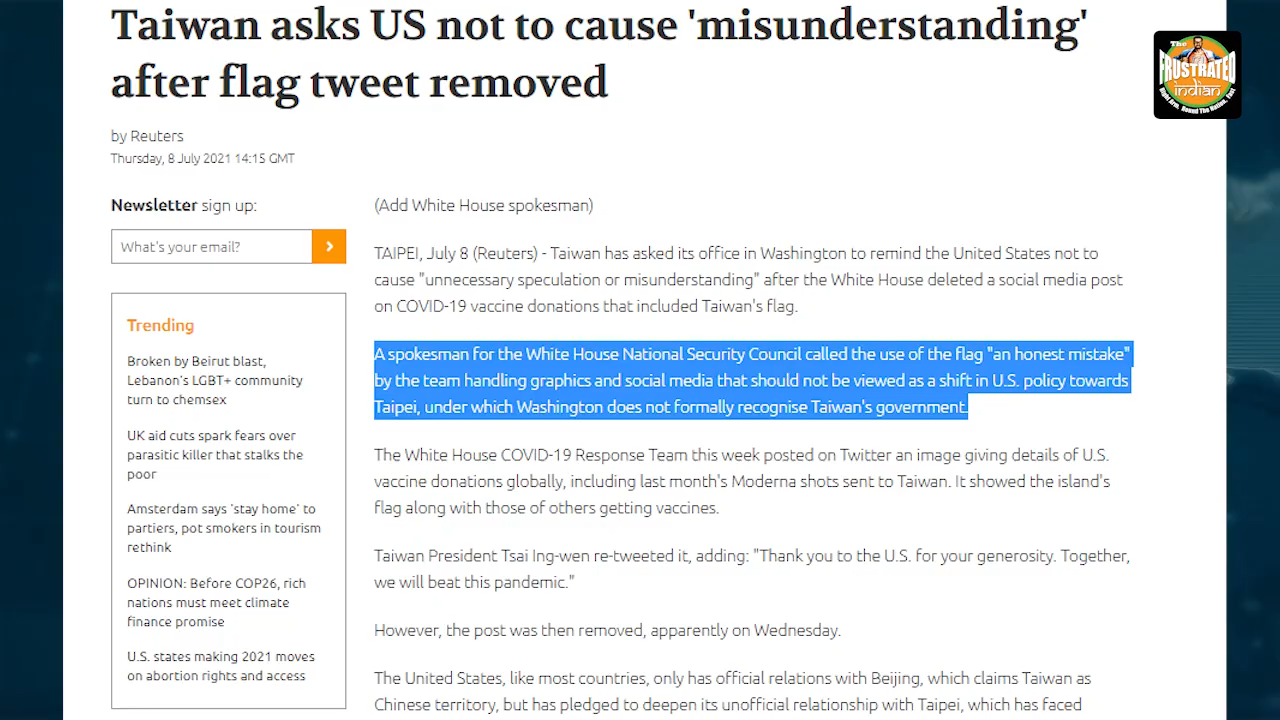 Taiwan asks US not to cause 'misunderstanding'
after flag tweet removed
The
FRUSTRATED
indian
by Reuters
Thursday, 8 July 2021 14:15 GMT
Newsletter sign up:
What's your email?
Trending
Broken by Beirut blast,
Lebanon's LGBT+ community
turn to chemsex
UK aid cuts spark fears over
parasitic killer that stalks the
poor
Amsterdam says 'stay home' to
partiers, pot smokers in tourism
rethink
OPINION: Before COP26, rich
nations must meet climate
finance promise
U.S. states making 2021 moves
on abortion rights and access
(Add White House spokesman)
TAIPEI, July 8 (Reuters) - Taiwan has asked its office in Washington to remind the United States not to
cause "unnecessary speculation or misunderstanding" after the White House deleted a social media post
on COVID-19 vaccine donations that included Taiwan's flag.
A spokesman for the White House National Security Council called the use of the flag "an honest mistake"
by the team handling graphics and social media that should not be viewed as a shift in U.S. policy towards
Taipei, under which Washington does not formally recognise Taiwan's government.
The White House COVID-19 Response Team this week posted on Twitter an image giving details of U.S.
vaccine donations globally, including last month's Moderna shots sent to Taiwan. It showed the island's
flag along with those of others getting vaccines.
Taiwan President Tsai Ing-wen re-tweeted it, adding: "Thank you to the U.S. for your generosity. Together,
we will beat this pandemic."
However, the post was then removed, apparently on Wednesday.
The United States, like most countries, only has official relations with Beijing, which claims Taiwan as
Chinese territory, but has pledged to deepen its unofficial relationship with Taipei, which has faced